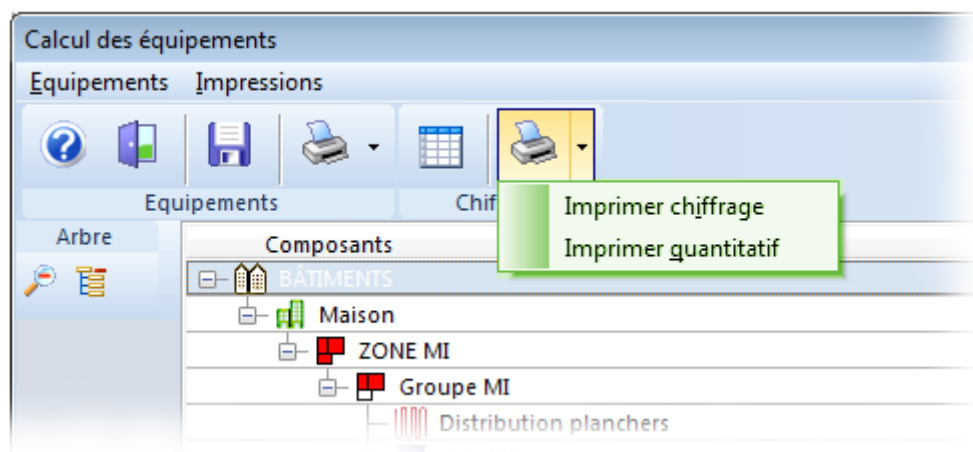 Calcul des équipements
Equipements Impressions
Equipements Chif
Imprimer chiffrage
Imprimer quantitatif
Arbre
Composants
BÂTIMENTS
Maison
ZONE MI
Groupe MI
Distribution planchers